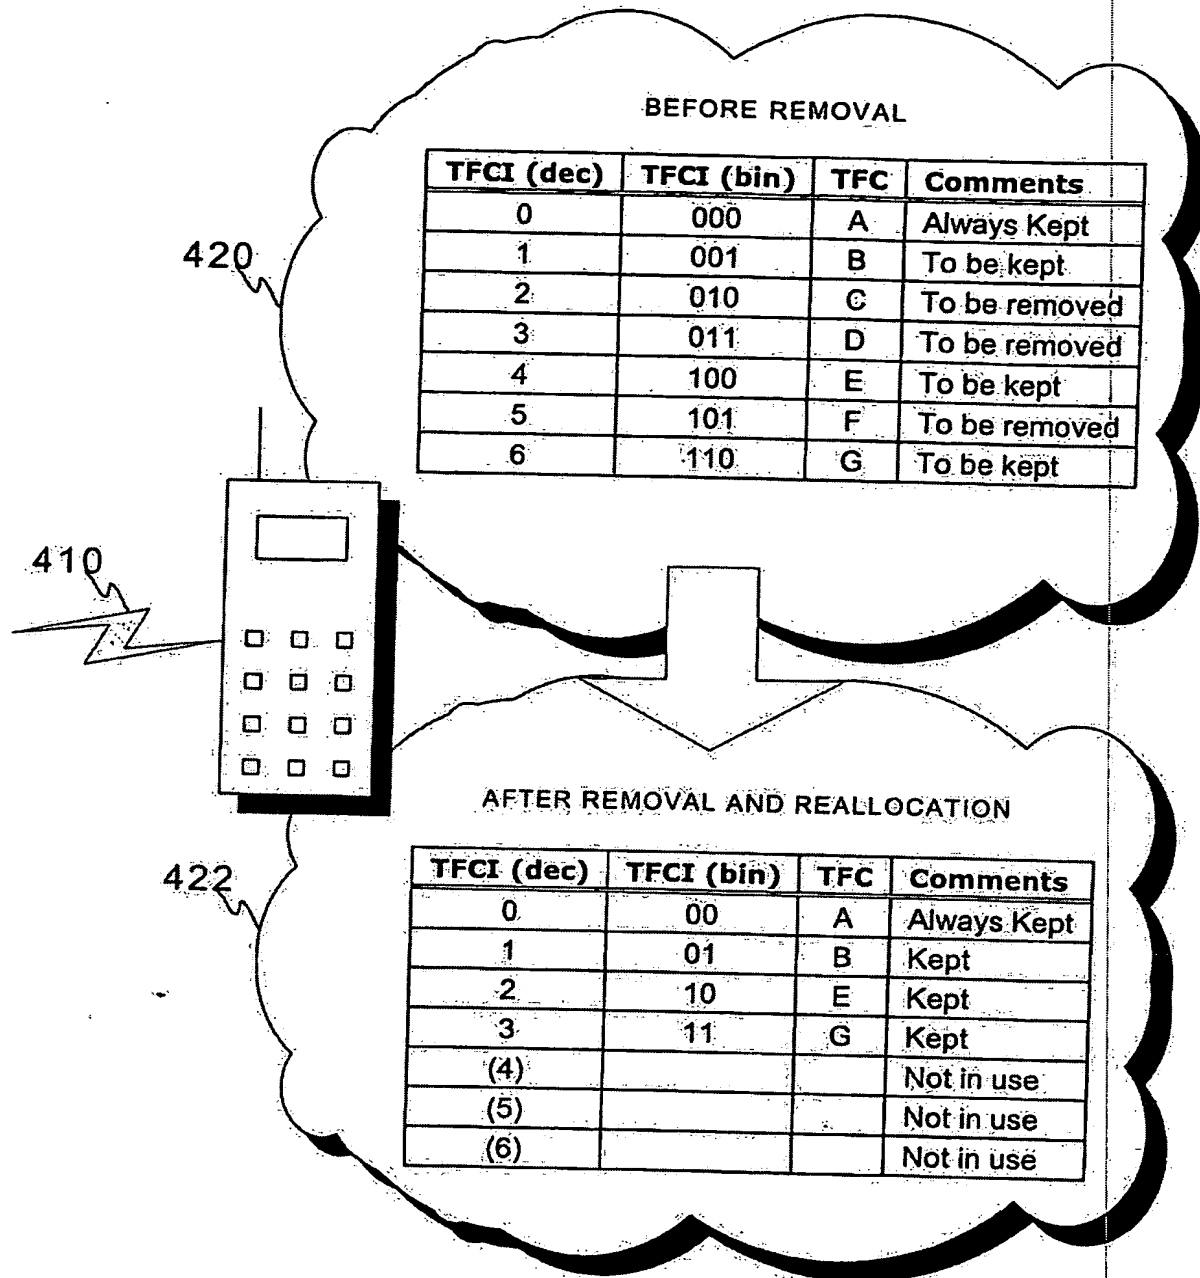 BEFORE REMOVAL
TFCI (dec) TFCI (bin) TFC Comments
0 000 A Always Kept
1 001 B To be kept
2 010 C To be removed
3 011 D To be removed
4 100 E To be kept
5 101 F To be removed
6 110 G To be kept
420
410
AFTER REMOVAL AND REALLOCATION
422
TFCI (dec) TFCI (bin) TFC Comments
0 00 A Always Kept
1 01 B Kept
2 10 E Kept
3 11 G Kept
(4) Not in use
(5) Not in use
(6) Not in use